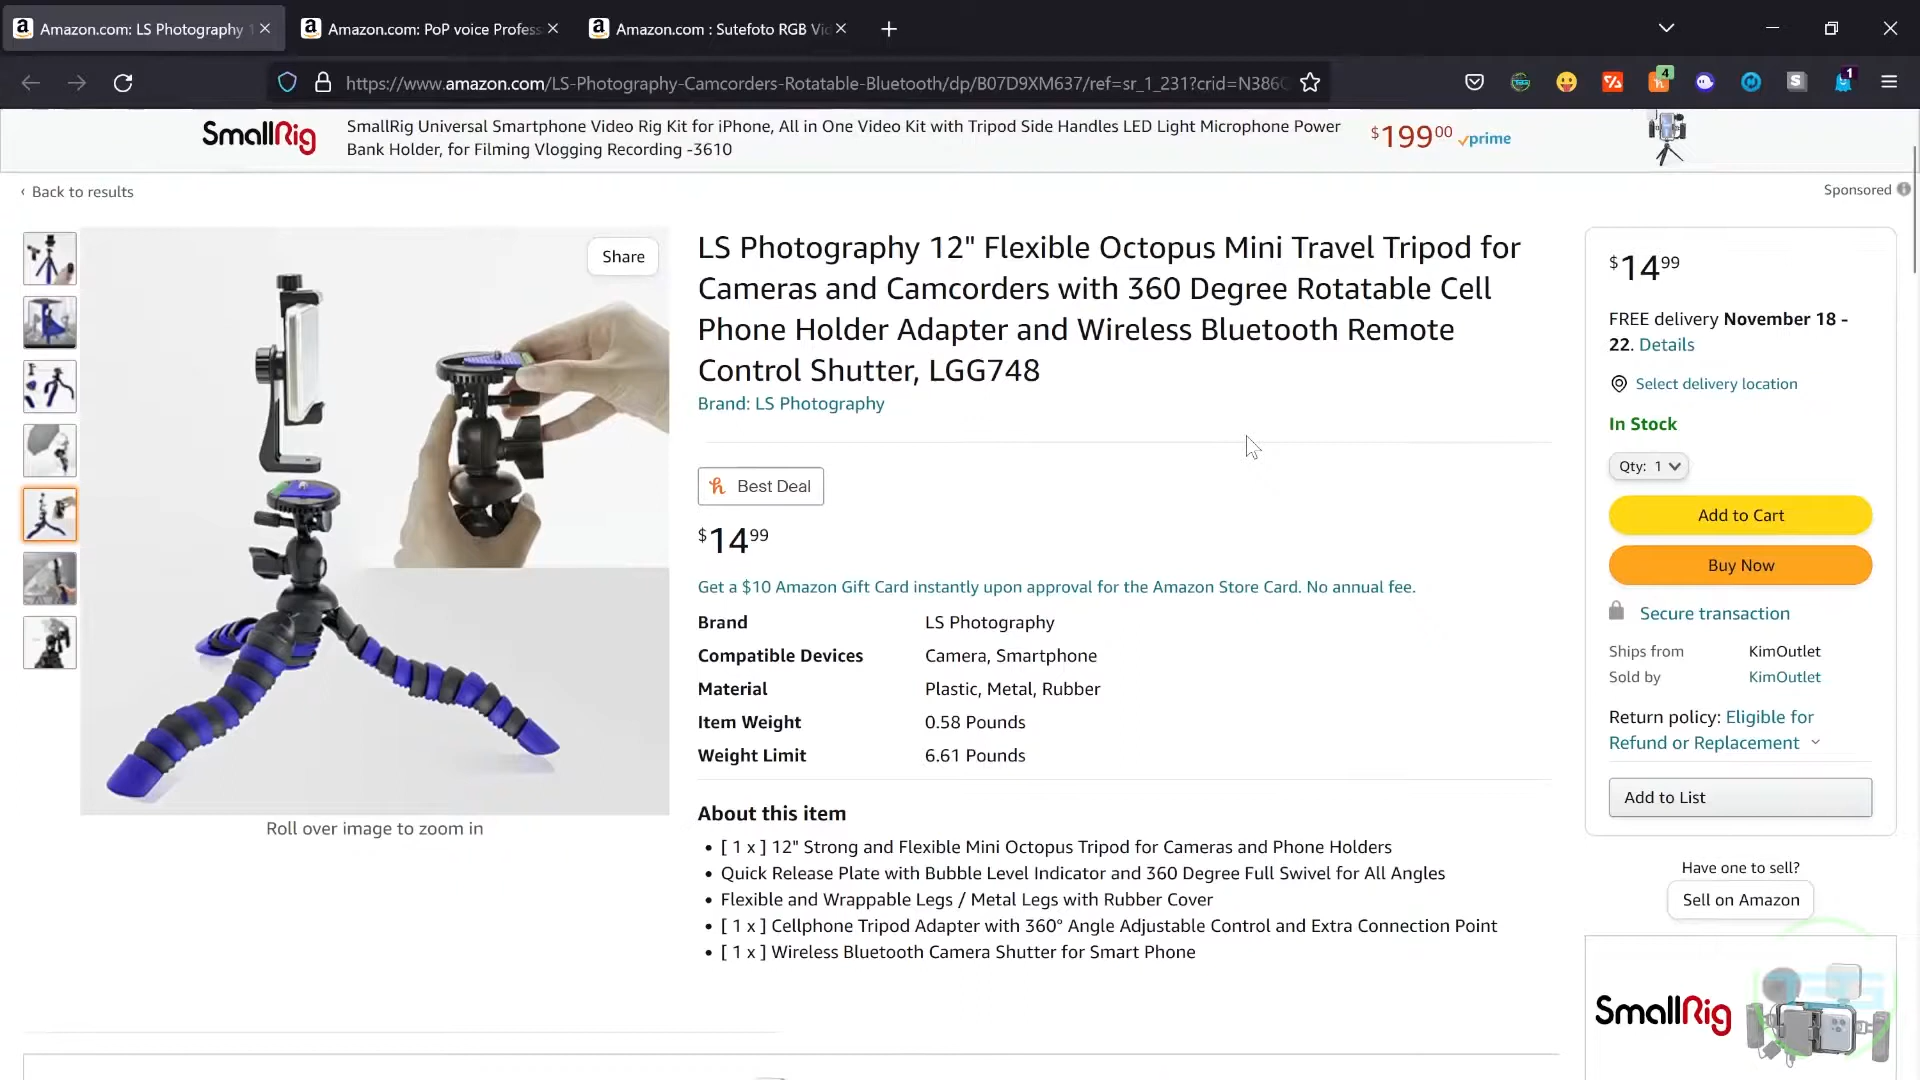 Amazon.com: LS Photography 1
Amazon.com: PoP voice Profess
Amazon.com : Sutefoto RGB Vi
https://www.amazon.com/LS-Photography-Camcorders-Rotatable-Bluetooth/dp/B07D9XM637/ref=sr_1_231?crid=N386
4
1
SmallRig
SmallRig Universal Smartphone Video Rig Kit for iPhone, All in One Video Kit with Tripod Side Handles LED Light Microphone Power
Bank Holder, for Filming Vlogging Recording -3610
$199 00 prime
‹ Back to results
Sponsored
Share
LS Photography 12" Flexible Octopus Mini Travel Tripod for
Cameras and Camcorders with 360 Degree Rotatable Cell
Phone Holder Adapter and Wireless Bluetooth Remote
Control Shutter, LGG748
Brand: LS Photography
Best Deal
$14 99
Get a $10 Amazon Gift Card instantly upon approval for the Amazon Store Card. No annual fee.
Brand LS Photography
Compatible Devices Camera, Smartphone
Material Plastic, Metal, Rubber
Item Weight 0.58 Pounds
Weight Limit 6.61 Pounds
About this item
• [ 1 x ] 12" Strong and Flexible Mini Octopus Tripod for Cameras and Phone Holders
• Quick Release Plate with Bubble Level Indicator and 360 Degree Full Swivel for All Angles
• Flexible and Wrappable Legs / Metal Legs with Rubber Cover
• [ 1 x ] Cellphone Tripod Adapter with 360° Angle Adjustable Control and Extra Connection Point
• [ 1 x ] Wireless Bluetooth Camera Shutter for Smart Phone
Roll over image to zoom in
$14 99
FREE delivery November 18 -
22. Details
Select delivery location
In Stock
Qty: 1
Add to Cart
Buy Now
Secure transaction
Ships from KimOutlet
Sold by KimOutlet
Return policy: Eligible for
Refund or Replacement
Add to List
Have one to sell?
Sell on Amazon
SmallRig